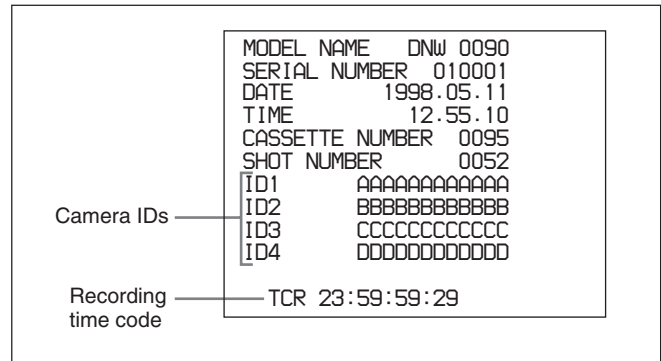 MODEL NAME DNW 0090
SERIAL NUMBER 010001
DATE 1998.05.11
TIME 12.55.10
CASSETTE NUMBER 0095
SHOT NUMBER 0052
ID1 AAAAAAAAAAAA
ID2 BBBBBBBBBBBB
ID3 CCCCCCCCCCCC
ID4 DDDDDDDDDDDD
Camera IDs
TCR 23:59:59:29
Recording
time code